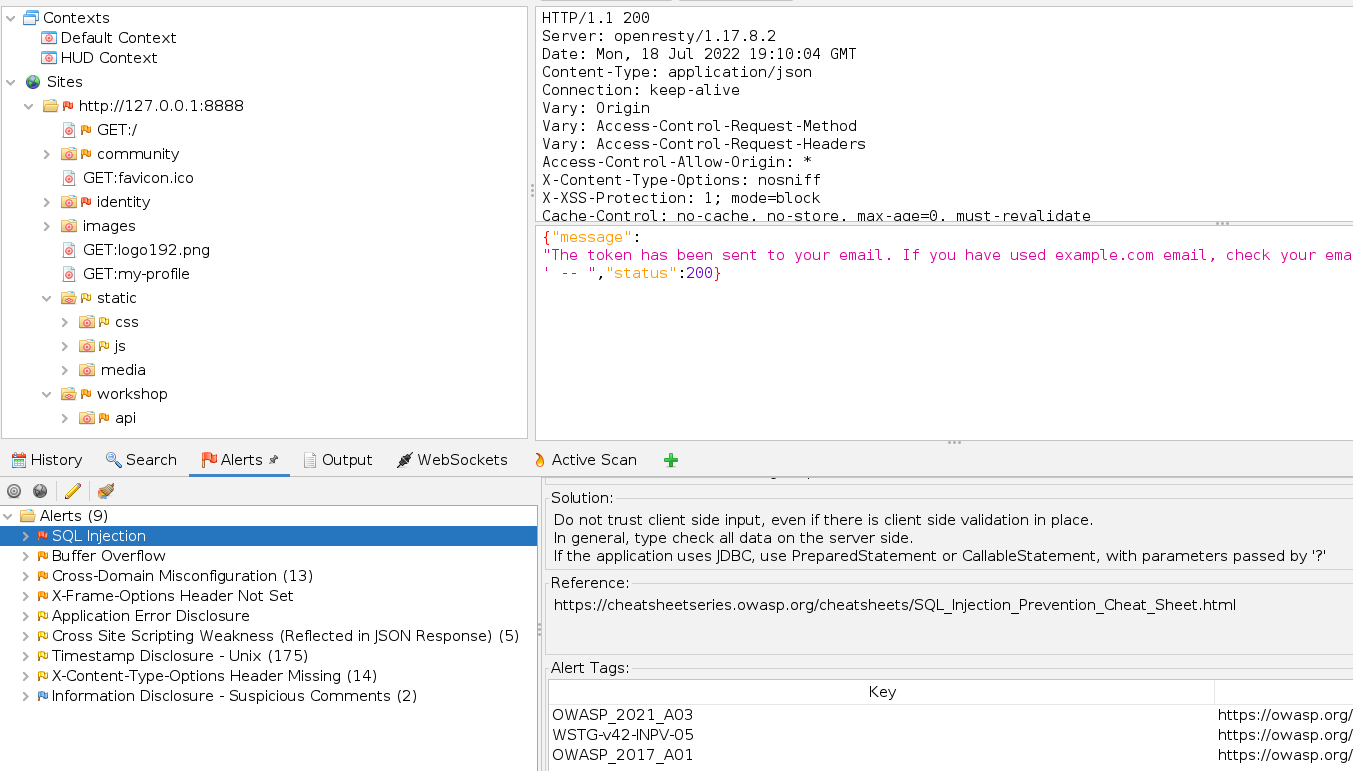 Contexts
Default Context
HUD Context
Sites
http://127.0.0.1:8888
GET:/
community
GET:favicon.ico
identity
images
GET:logo192.png
GET:my-profile
static
css
js
media
workshop
api
HTTP/1.1 200
Server: openresty/1.17.8.2
Date: Mon, 18 Jul 2022 19:10:04 GMT
Content-Type: application/json
Connection: keep-alive
Vary: Origin
Vary: Access-Control-Request-Method
Vary: Access-Control-Request-Headers
Access-Control-Allow-Origin: *
X-Content-Type-Options: nosniff
X-XSS-Protection: 1; mode=block
Cache-Control: no-cache, no-store, max-age=0, must-revalidate
{"message":
"The token has been sent to your email. If you have used example.com email, check your ema
' -- ","status":200}
History Search Alerts Output WebSockets Active Scan
Alerts (9)
SQL Injection
Buffer Overflow
Cross-Domain Misconfiguration (13)
X-Frame-Options Header Not Set
Application Error Disclosure
Cross Site Scripting Weakness (Reflected in JSON Response) (5)
Timestamp Disclosure - Unix (175)
X-Content-Type-Options Header Missing (14)
Information Disclosure - Suspicious Comments (2)
Solution:
Do not trust client side input, even if there is client side validation in place.
In general, type check all data on the server side.
If the application uses JDBC, use PreparedStatement or CallableStatement, with parameters passed by '?'
Reference:
https://cheatsheetseries.owasp.org/cheatsheets/SQL_Injection_Prevention_Cheat_Sheet.html
Alert Tags:
Key
OWASP_2021_A03 https://owasp.org/
WSTG-v42-INPV-05 https://owasp.org/
OWASP_2017_A01 https://owasp.org/